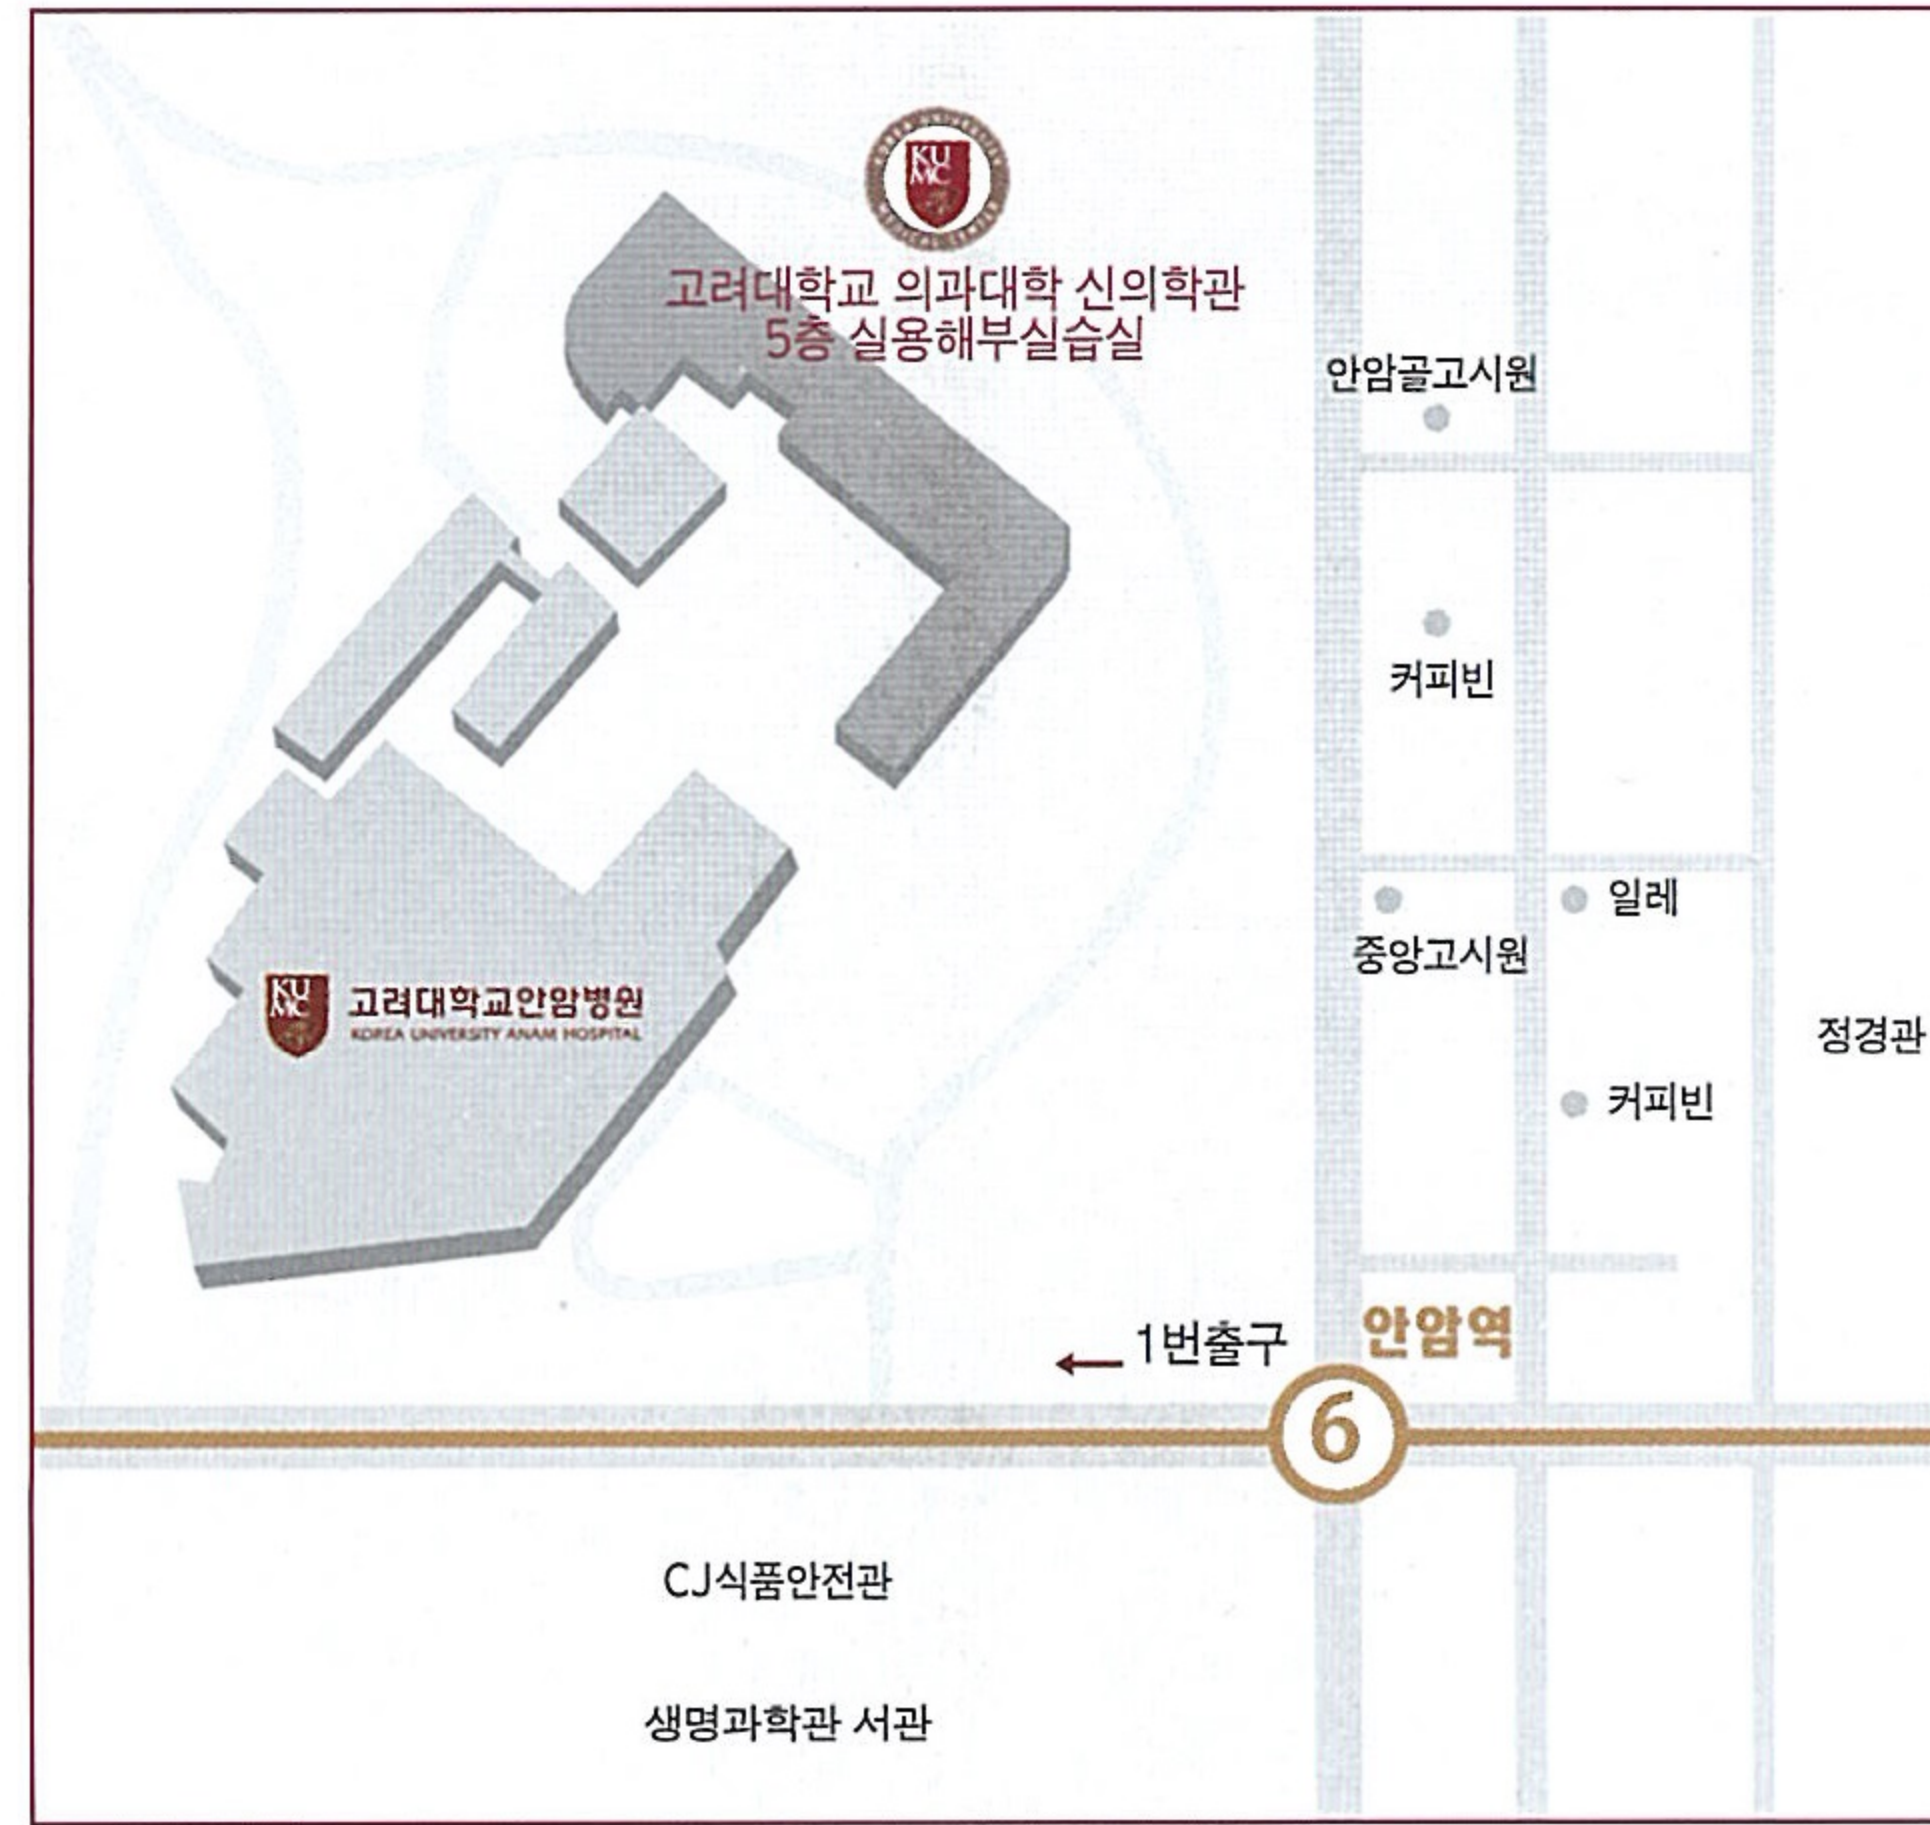 KU
MC
고려대학교 의과대학 신의학관
5층 실용해부실습실
안암골고시원
커피빈
일레
중앙고시원
KU
MC
고려대학교안암병원
KOREA UNIVERSITY ANAM HOSPITAL
정경관
커피빈
안암역
1번출구
6
CJ식품안전관
생명과학관 서관